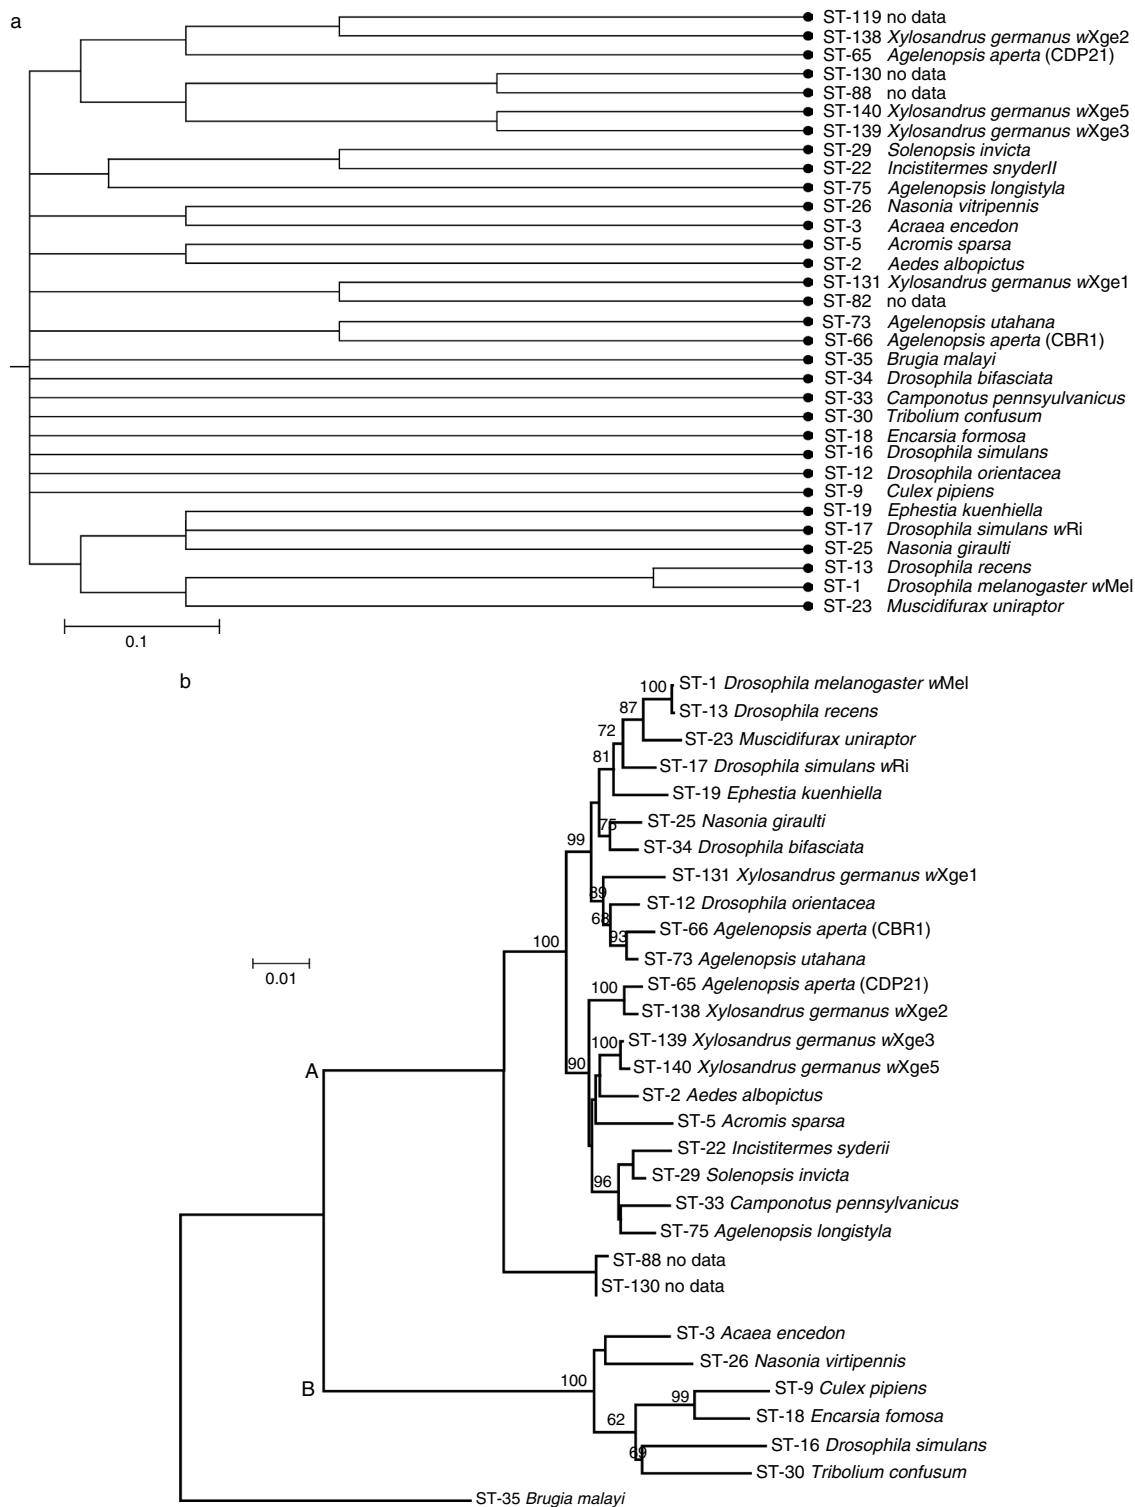 a
ST-119 no data
ST-138 Xylosandrus germanus wXge2
ST-65 Agelenopsis aperta (CDP21)
ST-130 no data
ST-88 no data
ST-140 Xylosandrus germanus wXge5
ST-139 Xylosandrus germanus wXge3
ST-29 Solenopsis invicta
ST-22 Incistitermes snyderII
ST-75 Agelenopsis longistyla
ST-26 Nasonia vitripennis
ST-3 Acraea encedon
ST-5 Acromis sparsa
ST-2 Aedes albopictus
ST-131 Xylosandrus germanus wXge1
ST-82 no data
ST-73 Agelenopsis utahana
ST-66 Agelenopsis aperta (CBR1)
ST-35 Brugia malayi
ST-34 Drosophila bifasciata
ST-33 Camponotus pennsyulvanicus
ST-30 Tribolium confusum
ST-18 Encarsia formosa
ST-16 Drosophila simulans
ST-12 Drosophila orientacea
ST-9 Culex pipiens
ST-19 Ephestia kuenhiella
ST-17 Drosophila simulans wRi
ST-25 Nasonia giraulti
ST-13 Drosophila recens
ST-1 Drosophila melanogaster wMel
ST-23 Muscidifurax uniraptor
0.1
b
100 ST-1 Drosophila melanogaster wMel
87 ST-13 Drosophila recens
72 ST-23 Muscidifurax uniraptor
81 ST-17 Drosophila simulans wRi
ST-19 Ephestia kuenhiella
99 75 ST-25 Nasonia giraulti
ST-34 Drosophila bifasciata
ST-131 Xylosandrus germanus wXge1
89 ST-12 Drosophila orientacea
68 ST-66 Agelenopsis aperta (CBR1)
100 93 ST-73 Agelenopsis utahana
0.01
100 ST-65 Agelenopsis aperta (CDP21)
ST-138 Xylosandrus germanus wXge2
100 ST-139 Xylosandrus germanus wXge3
90 ST-140 Xylosandrus germanus wXge5
A
ST-2 Aedes albopictus
ST-5 Acromis sparsa
ST-22 Incistitermes syderii
96 ST-29 Solenopsis invicta
ST-33 Camponotus pennsylvanicus
ST-75 Agelenopsis longistyla
ST-88 no data
ST-130 no data
ST-3 Acaea encedon
ST-26 Nasonia virtipennis
B 100
99 ST-9 Culex pipiens
62 ST-18 Encarsia fomosa
69 ST-16 Drosophila simulans
ST-30 Tribolium confusum
ST-35 Brugia malayi